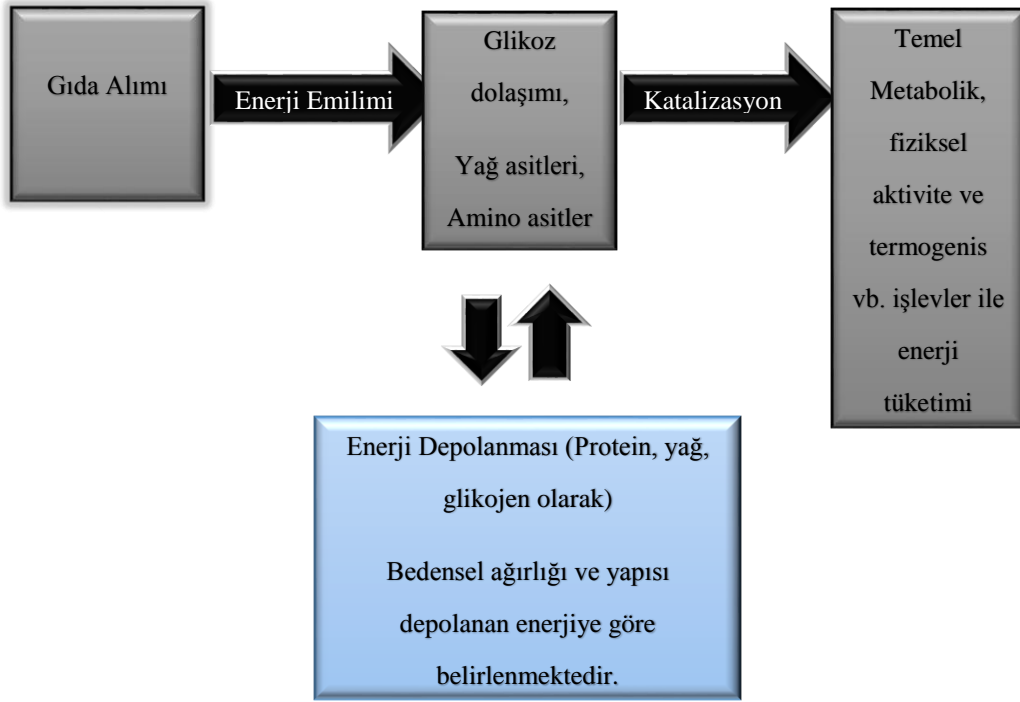 Gıda Alımı
Enerji Emilimi
Glikoz
dolaşımı,
Yağ asitleri,
Amino asitler
Katalizasyon
Temel
Metabolik,
fiziksel
aktivite ve
termogenis
vb. işlevler ile
enerji
tüketimi
Enerji Depolanması (Protein, yağ,
glikojen olarak)
Bedensel ağırlığı ve yapısı
depolanan enerjiye göre
belirlenmektedir.